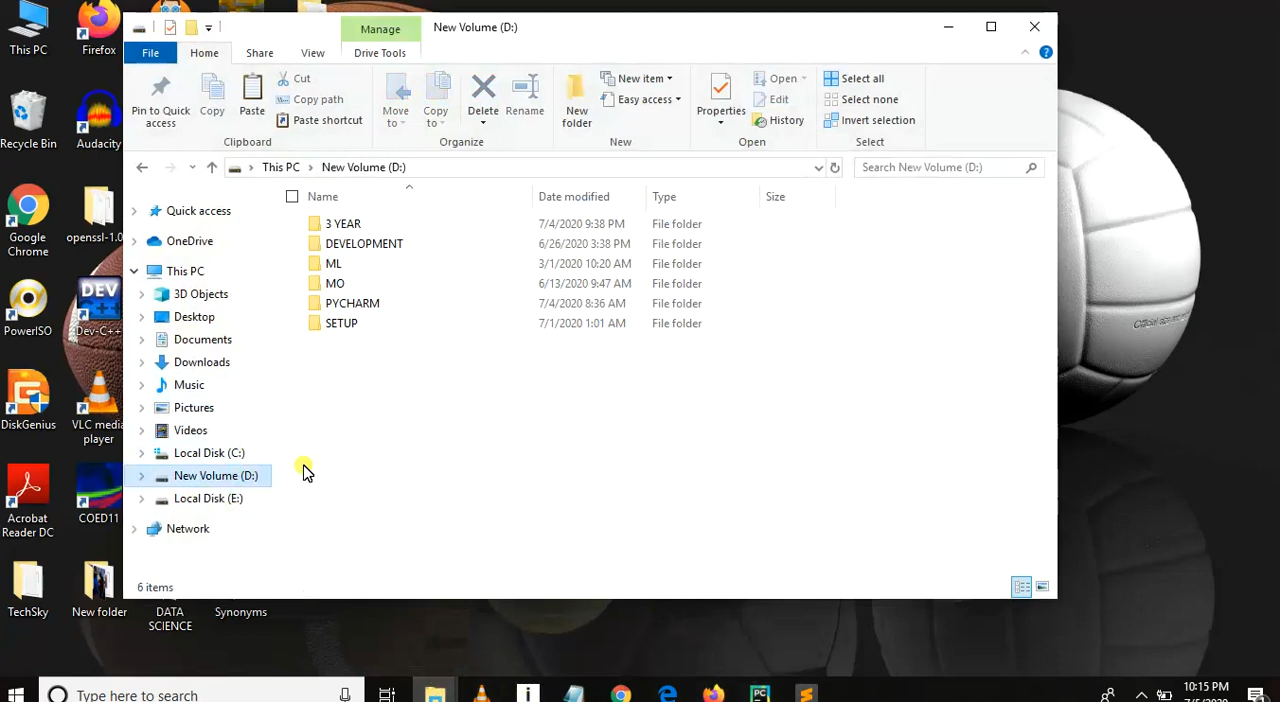 This PC
Firefox
Recycle Bin
Audacity
Google
Chrome
openssl-1.0...
PowerISO
DEV
Dev-C++
DiskGenius
VLC media
player
Acrobat
Reader DC
COED11
TechSky
New folder
DATA
SCIENCE
Synonyms
Manage
New Volume (D:)
File
Home
Share
View
Drive Tools
Pin to Quick
access
Copy
Paste
Cut
Copy path
Paste shortcut
Clipboard
Move
to
Copy
to
Delete
Rename
Organize
New
folder
New item
Easy access
New
Properties
Open
Edit
History
Open
Select all
Select none
Invert selection
Select
This PC > New Volume (D:)
Search New Volume (D:)
Name Date modified Type Size
3 YEAR 7/4/2020 9:38 PM File folder
DEVELOPMENT 6/26/2020 3:38 PM File folder
ML 3/1/2020 10:20 AM File folder
MO 6/13/2020 9:47 AM File folder
PYCHARM 7/4/2020 8:36 AM File folder
SETUP 7/1/2020 1:01 AM File folder
Quick access
OneDrive
This PC
3D Objects
Desktop
Documents
Downloads
Music
Pictures
Videos
Local Disk (C:)
New Volume (D:)
Local Disk (E:)
Network
6 items
Official size
Type here to search
PC
10:15 PM